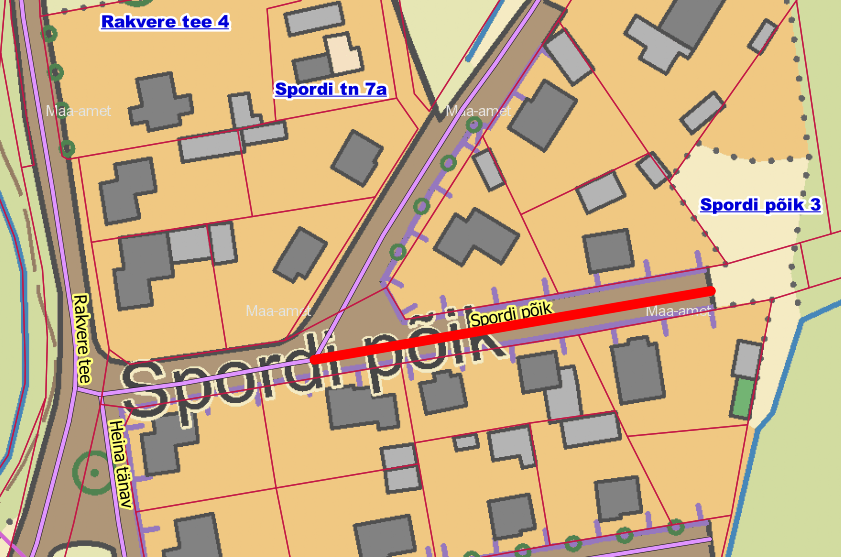 Rakvere tee 4
Spordi tn 7a
Maa-amet
Maa-amet
Spordi põik 3
Maa-amet
Maa-amet
Spordi põik
Spordi põik
Rakvere tee
Heina tänav